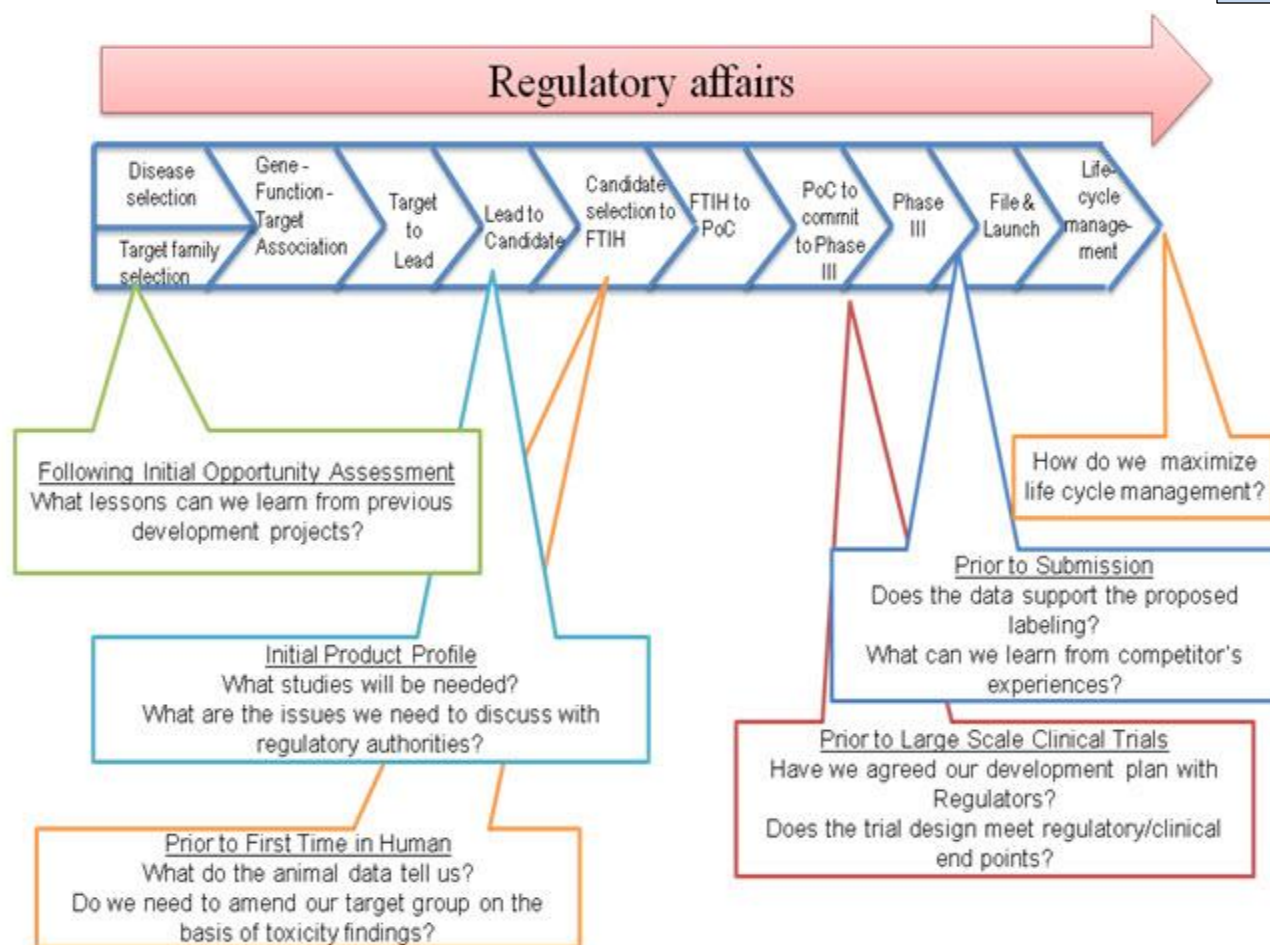 Regulatory affairs
Disease
selection
Target family
selection
Gene -
Function -
Target
Association
Target
to
Lead
Lead to
Candidate
Candidate
selection to
FTIH
FTIH to
PoC
PoC to
commit
to Phase
III
Phase
III
File &
Launch
Life-
cycle
manage-
ment
Following Initial Opportunity Assessment
What lessons can we learn from previous
development projects?
How do we maximize
life cycle management?
Prior to Submission
Does the data support the proposed
labeling?
What can we learn from competitor's
experiences?
Initial Product Profile
What studies will be needed?
What are the issues we need to discuss with
regulatory authorities?
Prior to Large Scale Clinical Trials
Have we agreed our development plan with
Regulators?
Does the trial design meet regulatory/clinical
end points?
Prior to First Time in Human
What do the animal data tell us?
Do we need to amend our target group on the
basis of toxicity findings?